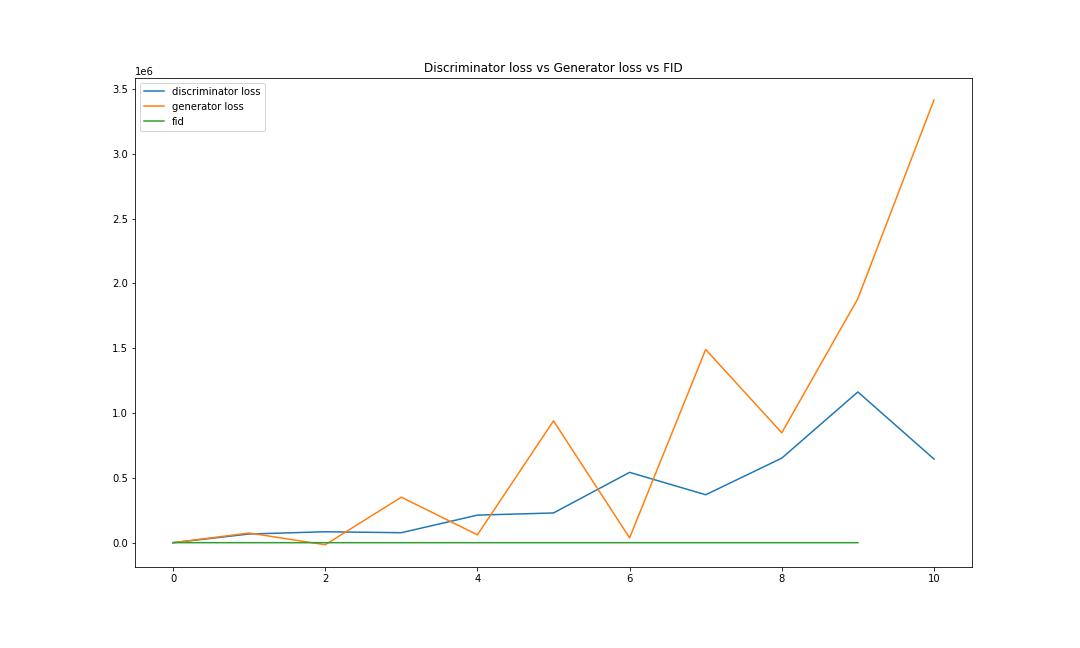 Discriminator loss vs Generator loss vs FID
1e6
discriminator loss
generator loss
fid
3.5
3.0
2.5
2.0
1.5
1.0
0.5
0.0
0 2 4 6 8 10